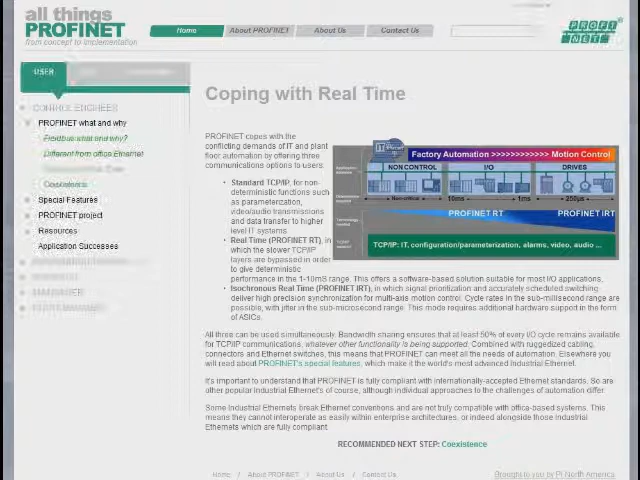 all things
PROFINET
from concept to implementation
Home
About PROFINET
About Us
Contact Us
PROFI
NET
USER
CONTROL ENGINEER
PROFINET what and why
Fieldbus what and why?
Different from office Ethernet
Coexistence
Special Features
PROFINET project
Resources
Application Successes
Coping with Real Time
PROFINET copes with the
conflicting demands of IT and plant
floor automation by offering three
communications options to users:
• Standard TCP/IP, for non-
deterministic functions such
as parameterization,
video/audio transmissions
and data transfer to higher
level IT systems.
• Real Time (PROFINET RT), in
which the slower TCP/IP
layers are bypassed in order
to give deterministic
performance in the 1-10mS range. This offers a software-based solution suitable for most I/O applications.
• Isochronous Real Time (PROFINET IRT), in which signal prioritization and accurately scheduled switching
deliver high precision synchronization for multi-axis motion control. Cycle rates in the sub-millisecond range are
possible, with jitter in the sub-microsecond range. This mode requires additional hardware support in the form
of ASICs.
Factory Automation >>>>>>>>>>> Motion Control
NON CONTROL
I/O
DRIVES
Non-critical
10ms
1ms
250µs
PROFINET RT
PROFINET IRT
TCP/IP: IT, configuration/parameterization, alarms, video, audio ...
All three can be used simultaneously. Bandwidth sharing ensures that at least 50% of every I/O cycle remains available
for TCP/IP communications, whatever other functionality is being supported. Combined with ruggedized cabling,
connectors and Ethernet switches, this means that PROFINET can meet all the needs of automation. Elsewhere you
will read about PROFINET's special features, which make it the world's most advanced Industrial Ethernet.
It's important to understand that PROFINET is fully compliant with internationally-accepted Ethernet standards. So are
other popular Industrial Ethernet's of course, although individual approaches to the challenges of automation differ.
Some Industrial Ethernets break Ethernet conventions and are not truly compatible with office-based systems. This
means they cannot interoperate as easily within enterprise architectures, or indeed alongside those Industrial
Ethernets which are fully compliant.
RECOMMENDED NEXT STEP: Coexistence
Home / About PROFINET / About Us / Contact Us
Brought to you by PI North America